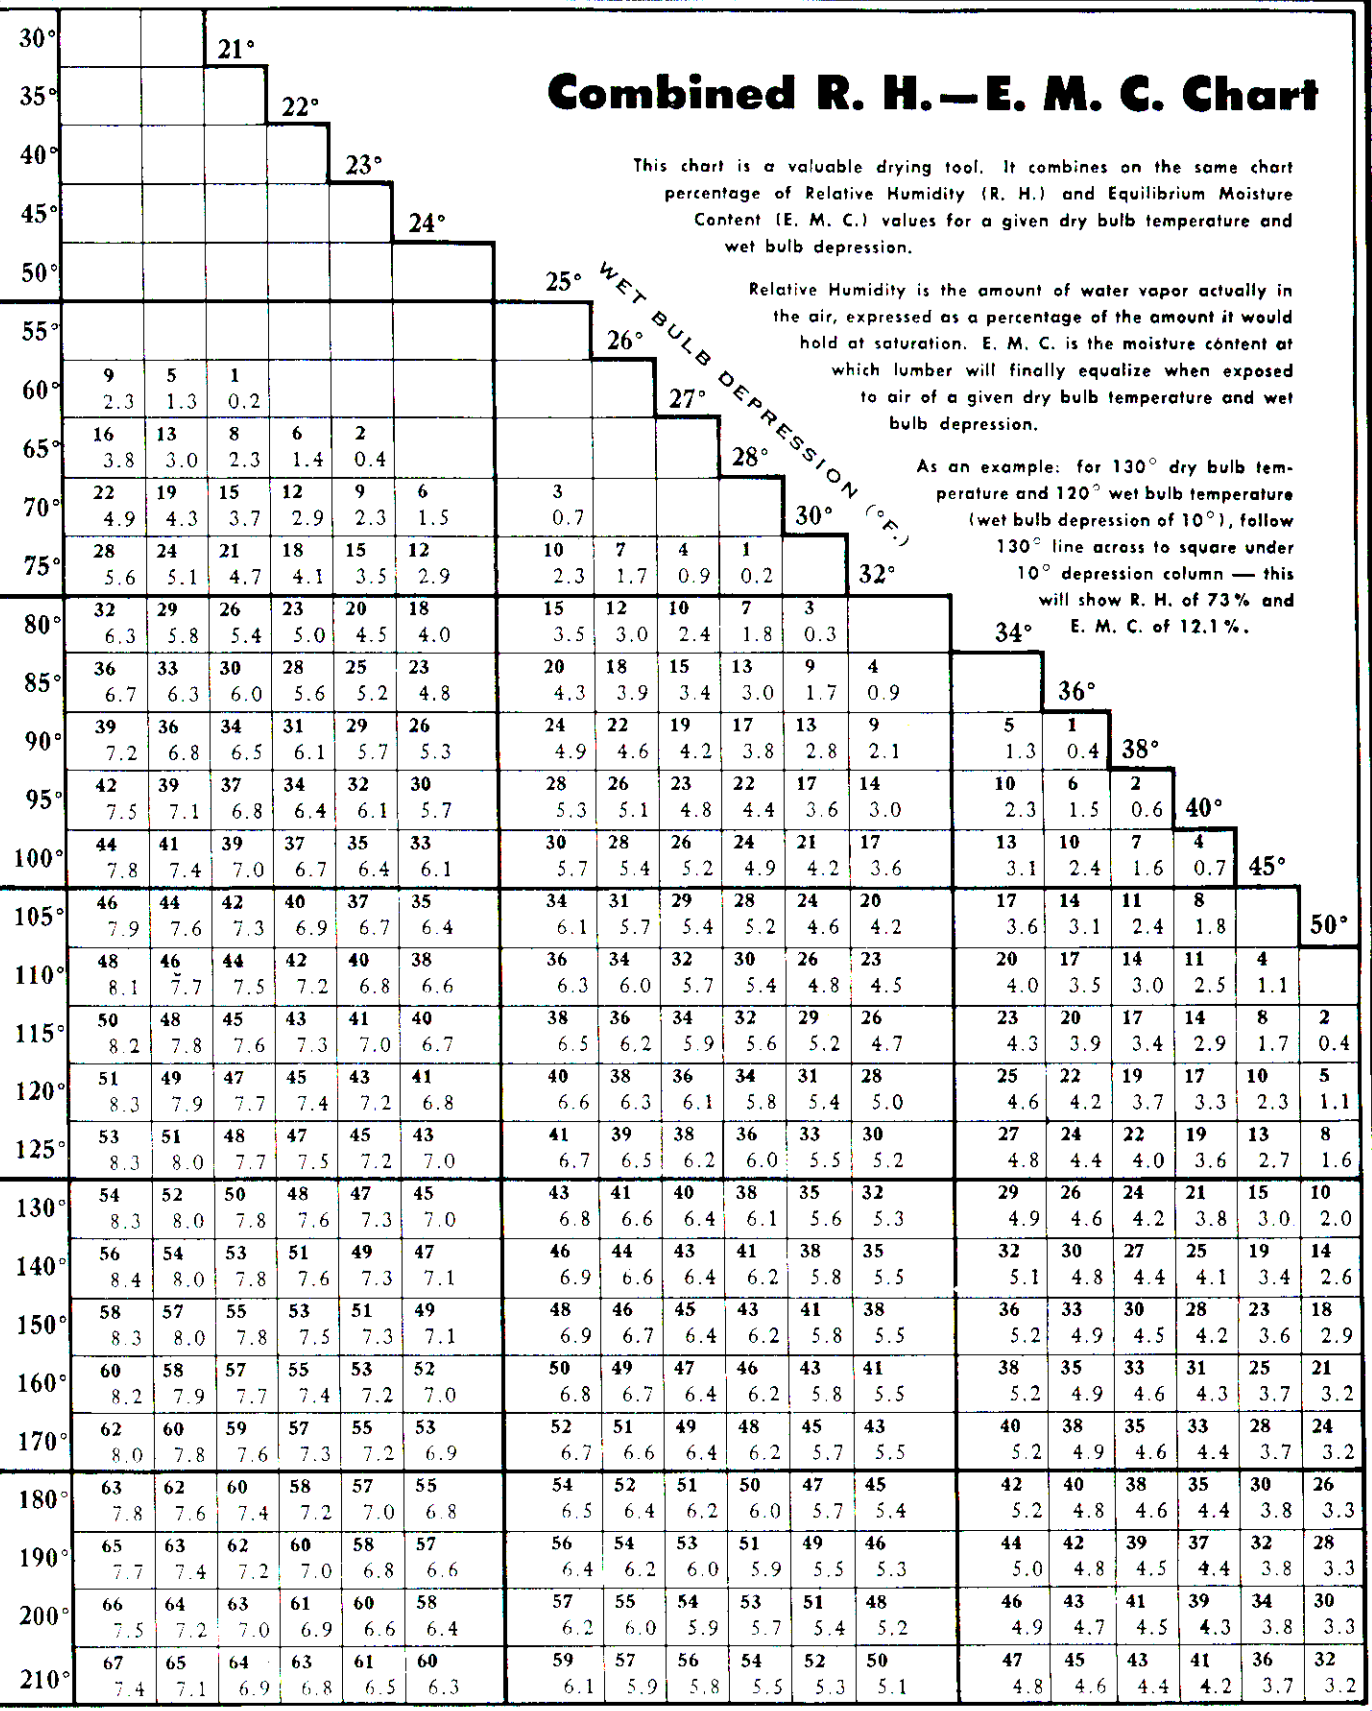 Combined R. H.—E. M. C. Chart
This chart is a valuable drying tool. It combines on the same chart
percentage of Relative Humidity (R. H.) and Equilibrium Moisture
Content (E. M. C.) values for a given dry bulb temperature and
wet bulb depression.
Relative Humidity is the amount of water vapor actually in
the air, expressed as a percentage of the amount it would
hold at saturation. E. M. C. is the moisture content at
which lumber will finally equalize when exposed
to air of a given dry bulb temperature and wet
bulb depression.
As an example: for 130° dry bulb tem-
perature and 120° wet bulb temperature
(wet bulb depression of 10°), follow
130° line across to square under
10° depression column — this
will show R. H. of 73% and
E. M. C. of 12.1%.
WET BULB DEPRESSION (°F.)
30° 21°
35° 22°
40° 23°
45° 24°
50° 25°
55° 26°
60° 27°
9 5 1
2.3 1.3 0.2
65° 28°
16 13 8 6 2
3.8 3.0 2.3 1.4 0.4
70° 30°
22 19 15 12 9 6 3
4.9 4.3 3.7 2.9 2.3 1.5 0.7
75° 32°
28 24 21 18 15 12 10 7 4 1
5.6 5.1 4.7 4.1 3.5 2.9 2.3 1.7 0.9 0.2
80° 34°
32 29 26 23 20 18 15 12 10 7 3
6.3 5.8 5.4 5.0 4.5 4.0 3.5 3.0 2.4 1.8 0.3
85° 36°
36 33 30 28 25 23 20 18 15 13 9 4
6.7 6.3 6.0 5.6 5.2 4.8 4.3 3.9 3.4 3.0 1.7 0.9
90° 38°
39 36 34 31 29 26 24 22 19 17 13 9 5 1
7.2 6.8 6.5 6.1 5.7 5.3 4.9 4.6 4.2 3.8 2.8 2.1 1.3 0.4
95° 40°
42 39 37 34 32 30 28 26 23 22 17 14 10 6 2
7.5 7.1 6.8 6.4 6.1 5.7 5.3 5.1 4.8 4.4 3.6 3.0 2.3 1.5 0.6
100° 45°
44 41 39 37 35 33 30 28 26 24 21 17 13 10 7 4
7.8 7.4 7.0 6.7 6.4 6.1 5.7 5.4 5.2 4.9 4.2 3.6 3.1 2.4 1.6 0.7
105° 50°
46 44 42 40 37 35 34 31 29 28 24 20 17 14 11 8
7.9 7.6 7.3 6.9 6.7 6.4 6.1 5.7 5.4 5.2 4.6 4.2 3.6 3.1 2.4 1.8
110°
48 46 44 42 40 38 36 34 32 30 26 23 20 17 14 11 4
8.1 7.7 7.5 7.2 6.8 6.6 6.3 6.0 5.7 5.4 4.8 4.5 4.0 3.5 3.0 2.5 1.1
115°
50 48 45 43 41 40 38 36 34 32 29 26 23 20 17 14 8 2
8.2 7.8 7.6 7.3 7.0 6.7 6.5 6.2 5.9 5.6 5.2 4.7 4.3 3.9 3.4 2.9 1.7 0.4
120°
51 49 47 45 43 41 40 38 36 34 31 28 25 22 19 17 10 5
8.3 7.9 7.7 7.4 7.2 6.8 6.6 6.3 6.1 5.8 5.4 5.0 4.6 4.2 3.7 3.3 2.3 1.1
125°
53 51 48 47 45 43 41 39 38 36 33 30 27 24 22 19 13 8
8.3 8.0 7.7 7.5 7.2 7.0 6.7 6.5 6.2 6.0 5.5 5.2 4.8 4.4 4.0 3.6 2.7 1.6
130°
54 52 50 48 47 45 43 41 40 38 35 32 29 26 24 21 15 10
8.3 8.0 7.8 7.6 7.3 7.0 6.8 6.6 6.4 6.1 5.6 5.3 4.9 4.6 4.2 3.8 3.0 2.0
140°
56 54 53 51 49 47 46 44 43 41 38 35 32 30 27 25 19 14
8.4 8.0 7.8 7.6 7.3 7.1 6.9 6.6 6.4 6.2 5.8 5.5 5.1 4.8 4.4 4.1 3.4 2.6
150°
58 57 55 53 51 49 48 46 45 43 41 38 36 33 30 28 23 18
8.3 8.0 7.8 7.5 7.3 7.1 6.9 6.7 6.4 6.2 5.8 5.5 5.2 4.9 4.5 4.2 3.6 2.9
160°
60 58 57 55 53 52 50 49 47 46 43 41 38 35 33 31 25 21
8.2 7.9 7.7 7.4 7.2 7.0 6.8 6.7 6.4 6.2 5.8 5.5 5.2 4.9 4.6 4.3 3.7 3.2
170°
62 60 59 57 55 53 52 51 49 48 45 43 40 38 35 33 28 24
8.0 7.8 7.6 7.3 7.2 6.9 6.7 6.6 6.4 6.2 5.7 5.5 5.2 4.9 4.6 4.4 3.7 3.2
180°
63 62 60 58 57 55 54 52 51 50 47 45 42 40 38 35 30 26
7.8 7.6 7.4 7.2 7.0 6.8 6.5 6.4 6.2 6.0 5.7 5.4 5.2 4.8 4.6 4.4 3.8 3.3
190°
65 63 62 60 58 57 56 54 53 51 49 46 44 42 39 37 32 28
7.7 7.4 7.2 7.0 6.8 6.6 6.4 6.2 6.0 5.9 5.5 5.3 5.0 4.8 4.5 4.4 3.8 3.3
200°
66 64 63 61 60 58 57 55 54 53 51 48 46 43 41 39 34 30
7.5 7.2 7.0 6.9 6.6 6.4 6.2 6.0 5.9 5.7 5.4 5.2 4.9 4.7 4.5 4.3 3.8 3.3
210°
67 65 64 63 61 60 59 57 56 54 52 50 47 45 43 41 36 32
7.4 7.1 6.9 6.8 6.5 6.3 6.1 5.9 5.8 5.5 5.3 5.1 4.8 4.6 4.4 4.2 3.7 3.2